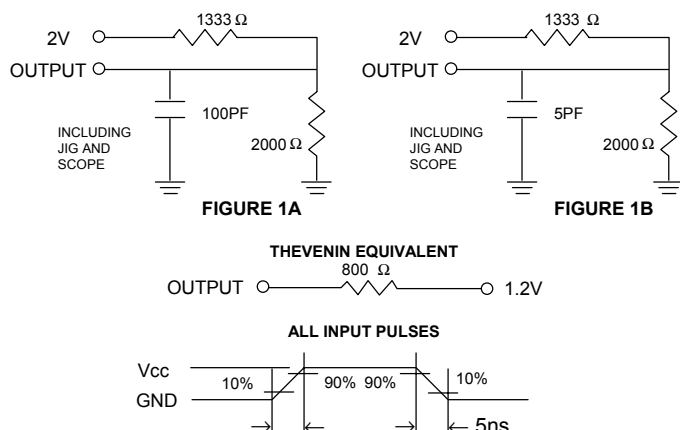 1333 Ω
2V
OUTPUT
100PF
INCLUDING
JIG AND
SCOPE
2000 Ω
FIGURE 1A
1333 Ω
2V
OUTPUT
5PF
INCLUDING
JIG AND
SCOPE
2000 Ω
FIGURE 1B
THEVENIN EQUIVALENT
800 Ω
OUTPUT 1.2V
ALL INPUT PULSES
Vcc
GND
10% 90% 90% 10%
5ns